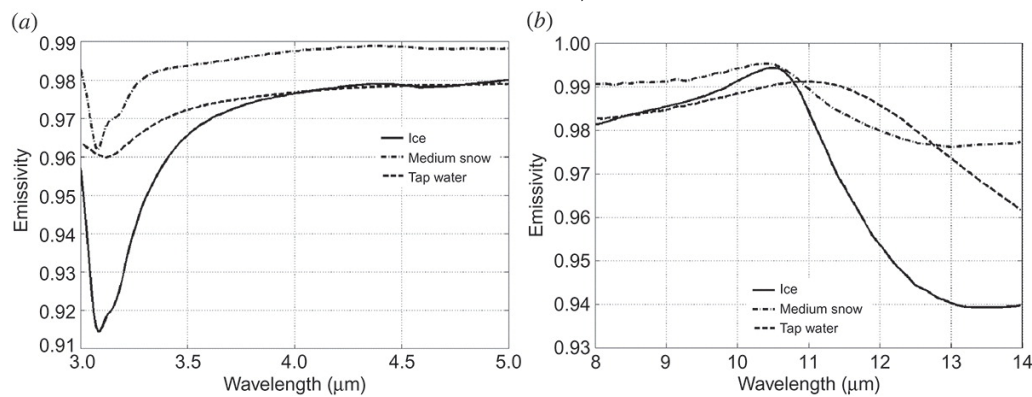 (a)
0.99
0.98
0.97
0.96
0.95
0.94
0.93
0.92
0.91
Emissivity
Ice
Medium snow
Tap water
3.0 3.5 4.0 4.5 5.0
Wavelength (μm)
(b)
1.00
0.99
0.98
0.97
0.96
0.95
0.94
0.93
Emissivity
Ice
Medium snow
Tap water
8 9 10 11 12 13 14
Wavelength (μm)